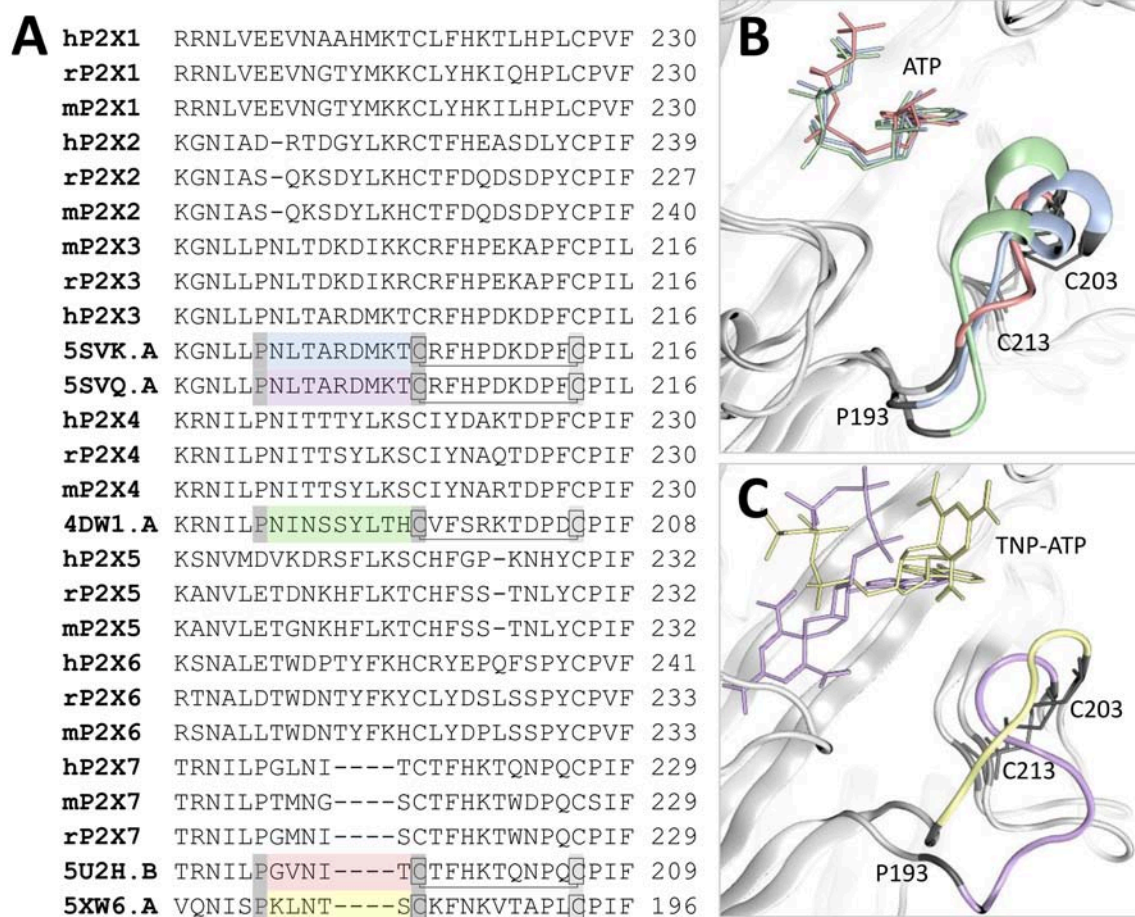 A
hP2X1 RRNLVEEVNAAHMKTCLFHKTLHPLCPVF 230
rP2X1 RRNLVEEVNGTYMKKCLYHKIQHPLCPVF 230
mP2X1 RRNLVEEVNGTYMKKCLYHKILHPLCPVF 230
hP2X2 KGNIAD-RTDGYLKRCTFHEASDLYCPIF 239
rP2X2 KGNIAS-QKSDYLKHCTFDQDSDPYCPIF 227
mP2X2 KGNIAS-QKSDYLKHCTFDQDSDPYCPIF 240
mP2X3 KGNLLPNLTDKDIKKCRFHPEKAPFCPIL 216
rP2X3 KGNLLPNLTDKDIKRCRFHPEKAPFCPIL 216
hP2X3 KGNLLPNLTARDMKTCRFHPDKDPFCPIL 216
5SVK.A KGNLLPNLTARDMKTCRFHPDKDPFCPIL 216
5SVQ.A KGNLLPNLTARDMKTCRFHPDKDPFCPIL 216
hP2X4 KRNILPNITTTYLKSCIYDAKTDPFCPIF 230
rP2X4 KRNILPNITTSYLKSCIYNAQTDPFCPIF 230
mP2X4 KRNILPNITTSYLKSCIYNARTDPFCPIF 230
4DW1.A KRNILPNINSSYLTHCVFSRKTDPDCPIF 208
hP2X5 KSNVMDVKDRSFLKSCHFGP-KNHYCPIF 232
rP2X5 KANVLETDNKHFLKTCHFSS-TNLYCPIF 232
mP2X5 KANVLETGNKHFLKTCHFSS-TNLYCPIF 232
hP2X6 KSNALETWDPTYFKHCRYEPQFSPYCPVF 241
rP2X6 RTNALDTWDNTYFKYCLYDSLSSPYCPVF 233
mP2X6 RSNALLTWDNTYFKHCLYDPLSSPYCPVF 233
hP2X7 TRNILPGLNI----TCTFHKTQNPQCPIF 229
mP2X7 TRNILPTMNG----SCTFHKTWDPQCSIF 229
rP2X7 TRNILPGMNI----SCTFHKTWNPQCPIF 229
5U2H.B TRNILPGVNI----TCTFHKTQNPQCPIF 209
5XW6.A VQNISPKLNT----SCKFNKVTAPLCPIF 196
B
ATP
C203
C213
P193
C
TNP-ATP
C203
C213
P193